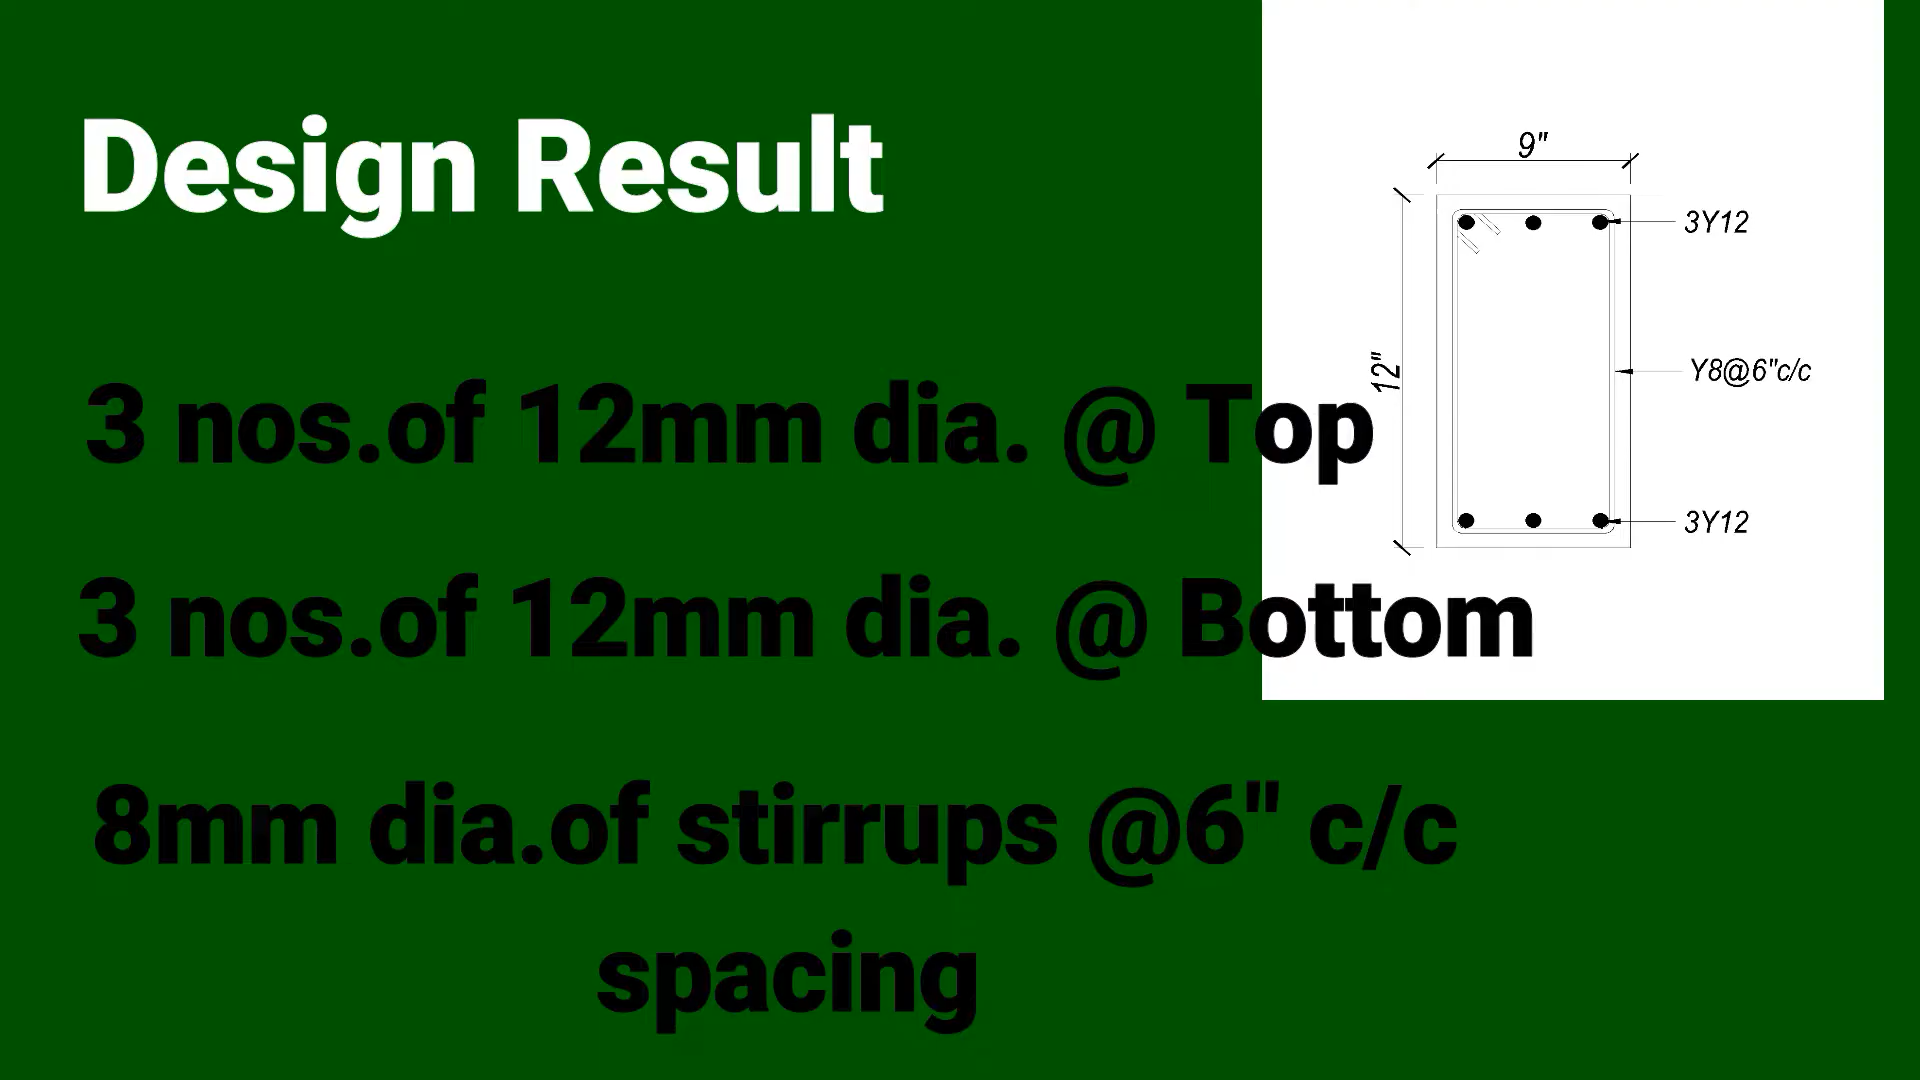 Design Result
3 nos.of 12mm dia. @ Top
3 nos.of 12mm dia. @ Bottom
8mm dia.of stirrups @6" c/c
spacing
9"
12"
3Y12
Y8@6"c/c
3Y12